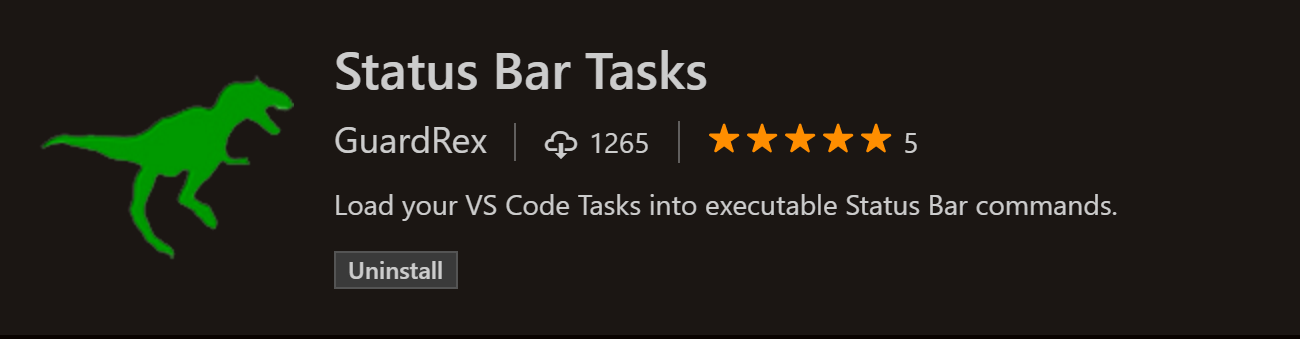 Status Bar Tasks
GuardRex 1265 5
Load your VS Code Tasks into executable Status Bar commands.
Uninstall